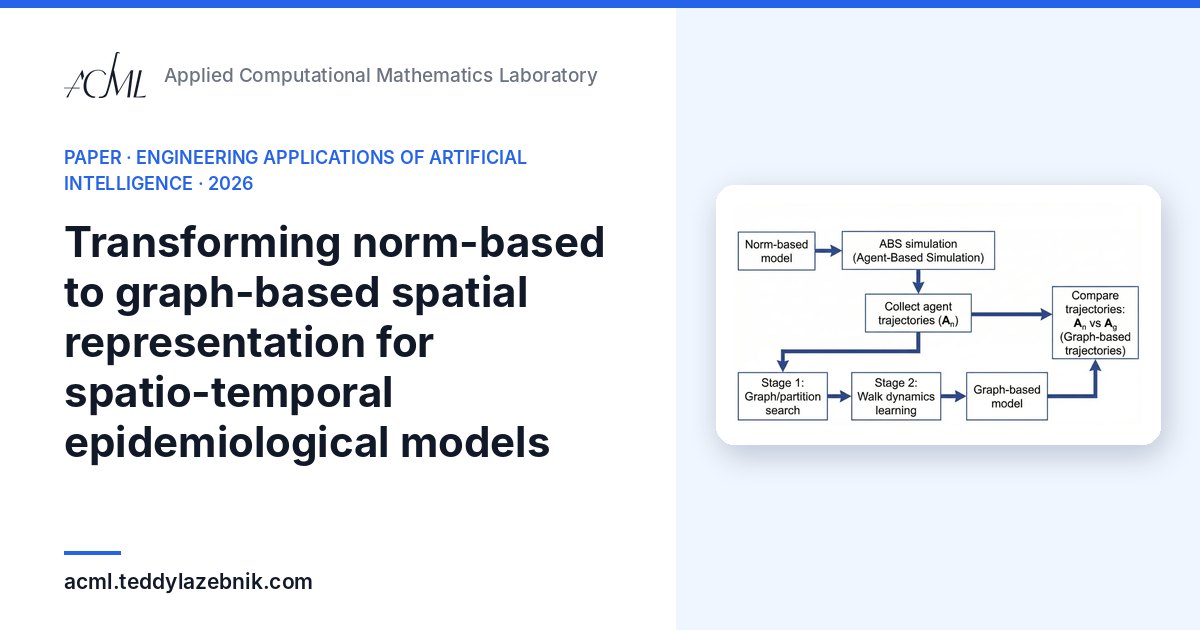 ACML
Applied Computational Mathematics Laboratory
PAPER · ENGINEERING APPLICATIONS OF ARTIFICIAL
INTELLIGENCE · 2026
Transforming norm-based
to graph-based spatial
representation for
spatio-temporal
epidemiological models
acml.teddylazebnik.com
Norm-based
model
ABS simulation
(Agent-Based Simulation)
Collect agent
trajectories (Aₙ)
Compare
trajectories:
Aₙ vs A_g
(Graph-based
trajectories)
Stage 1:
Graph/partition
search
Stage 2:
Walk dynamics
learning
Graph-based
model